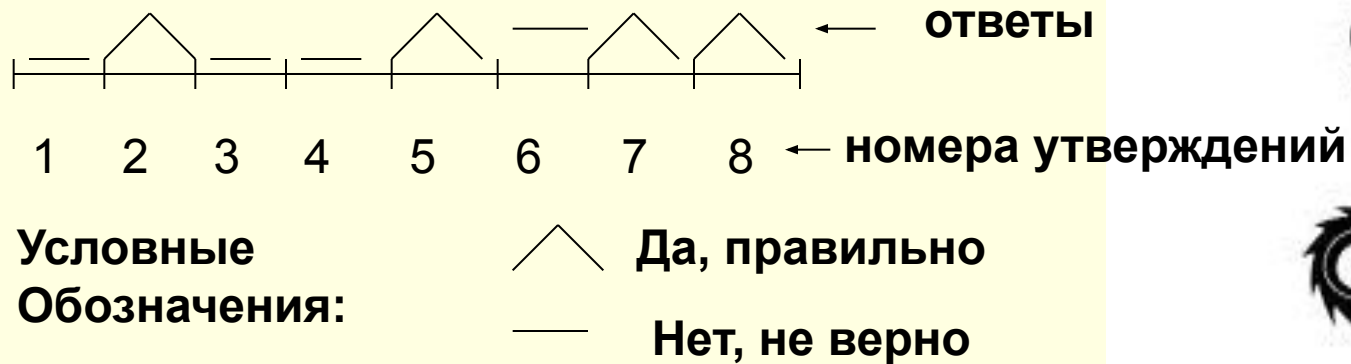 ответы
1 2 3 4 5 6 7 8 номера утверждений
Условные Да, правильно
Обозначения:
Нет, не верно